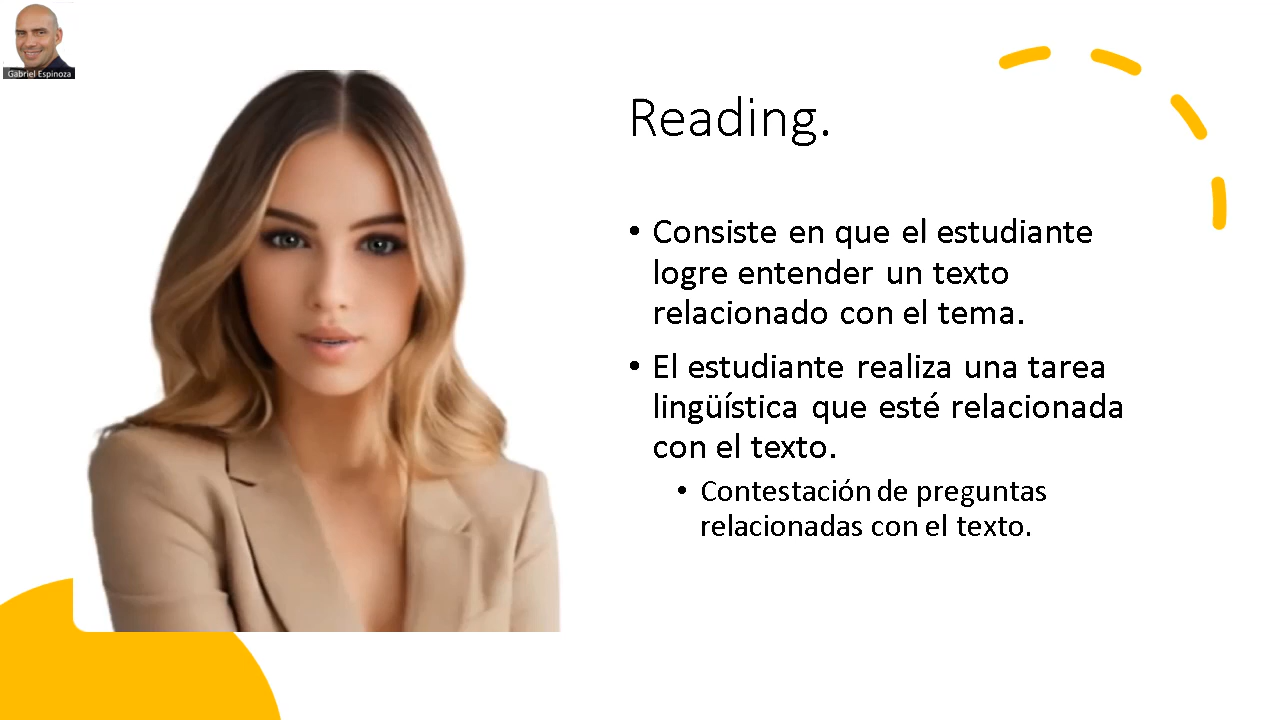 Gabriel Espinoza
Reading.
• Consiste en que el estudiante
logre entender un texto
relacionado con el tema.
• El estudiante realiza una tarea
lingüística que esté relacionada
con el texto.
• Contestación de preguntas
relacionadas con el texto.